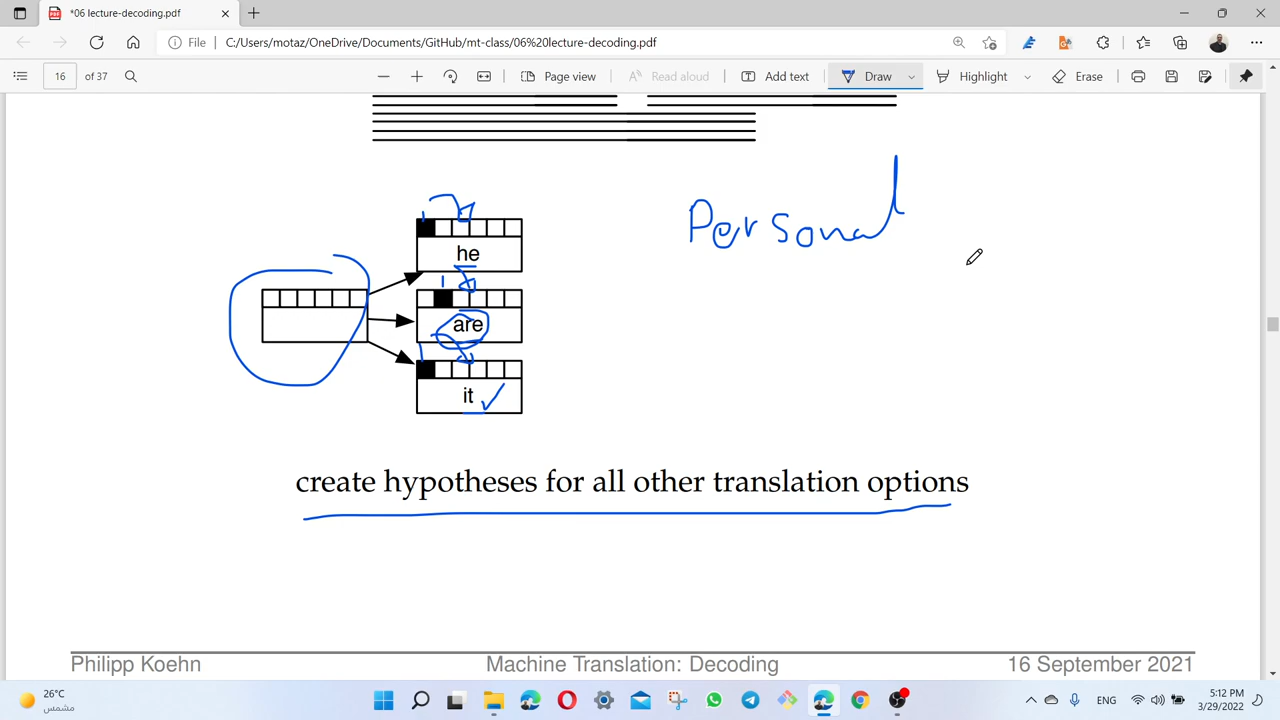 *06 lecture-decoding.pdf
File C:/Users/motaz/OneDrive/Documents/GitHub/mt-class/06%20lecture-decoding.pdf
16 of 37 Page view Read aloud Add text Draw Highlight Erase
Personal
he
are
it
create hypotheses for all other translation options
Philipp Koehn Machine Translation: Decoding 16 September 2021
26°C
مشمس
ENG
5:12 PM
3/29/2022